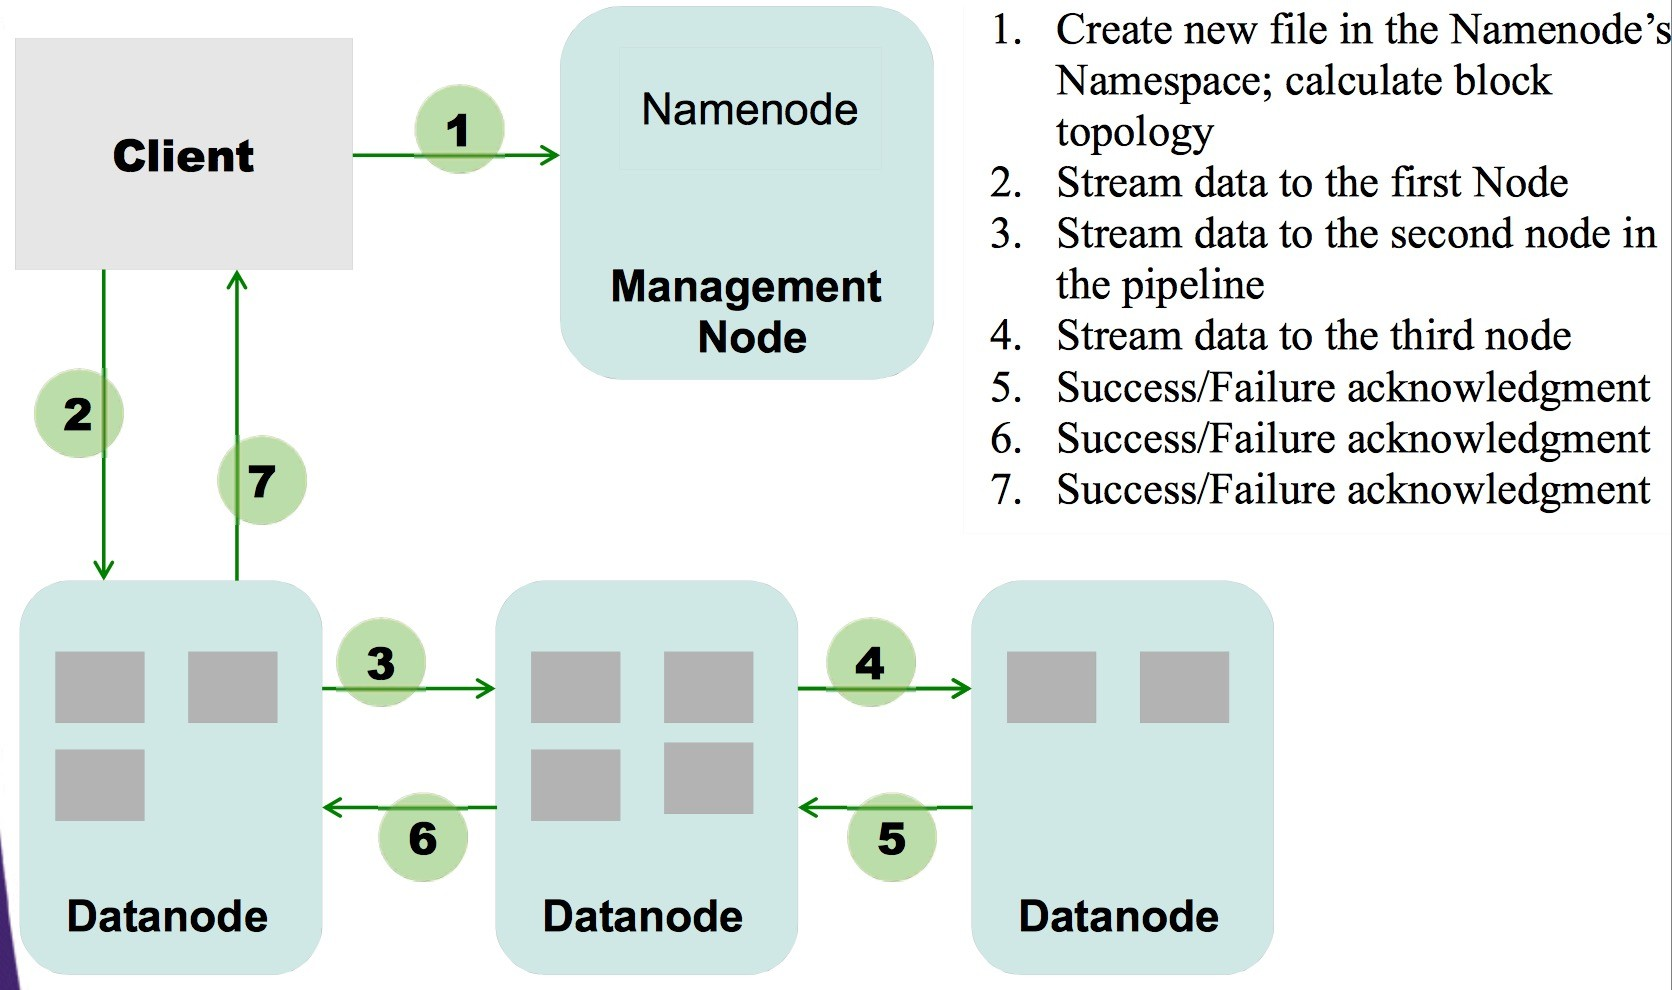 Client
1
Namenode
Management
Node
2
7
3
4
6
5
Datanode
Datanode
Datanode
1. Create new file in the Namenode’s
Namespace; calculate block
topology
2. Stream data to the first Node
3. Stream data to the second node in
the pipeline
4. Stream data to the third node
5. Success/Failure acknowledgment
6. Success/Failure acknowledgment
7. Success/Failure acknowledgment